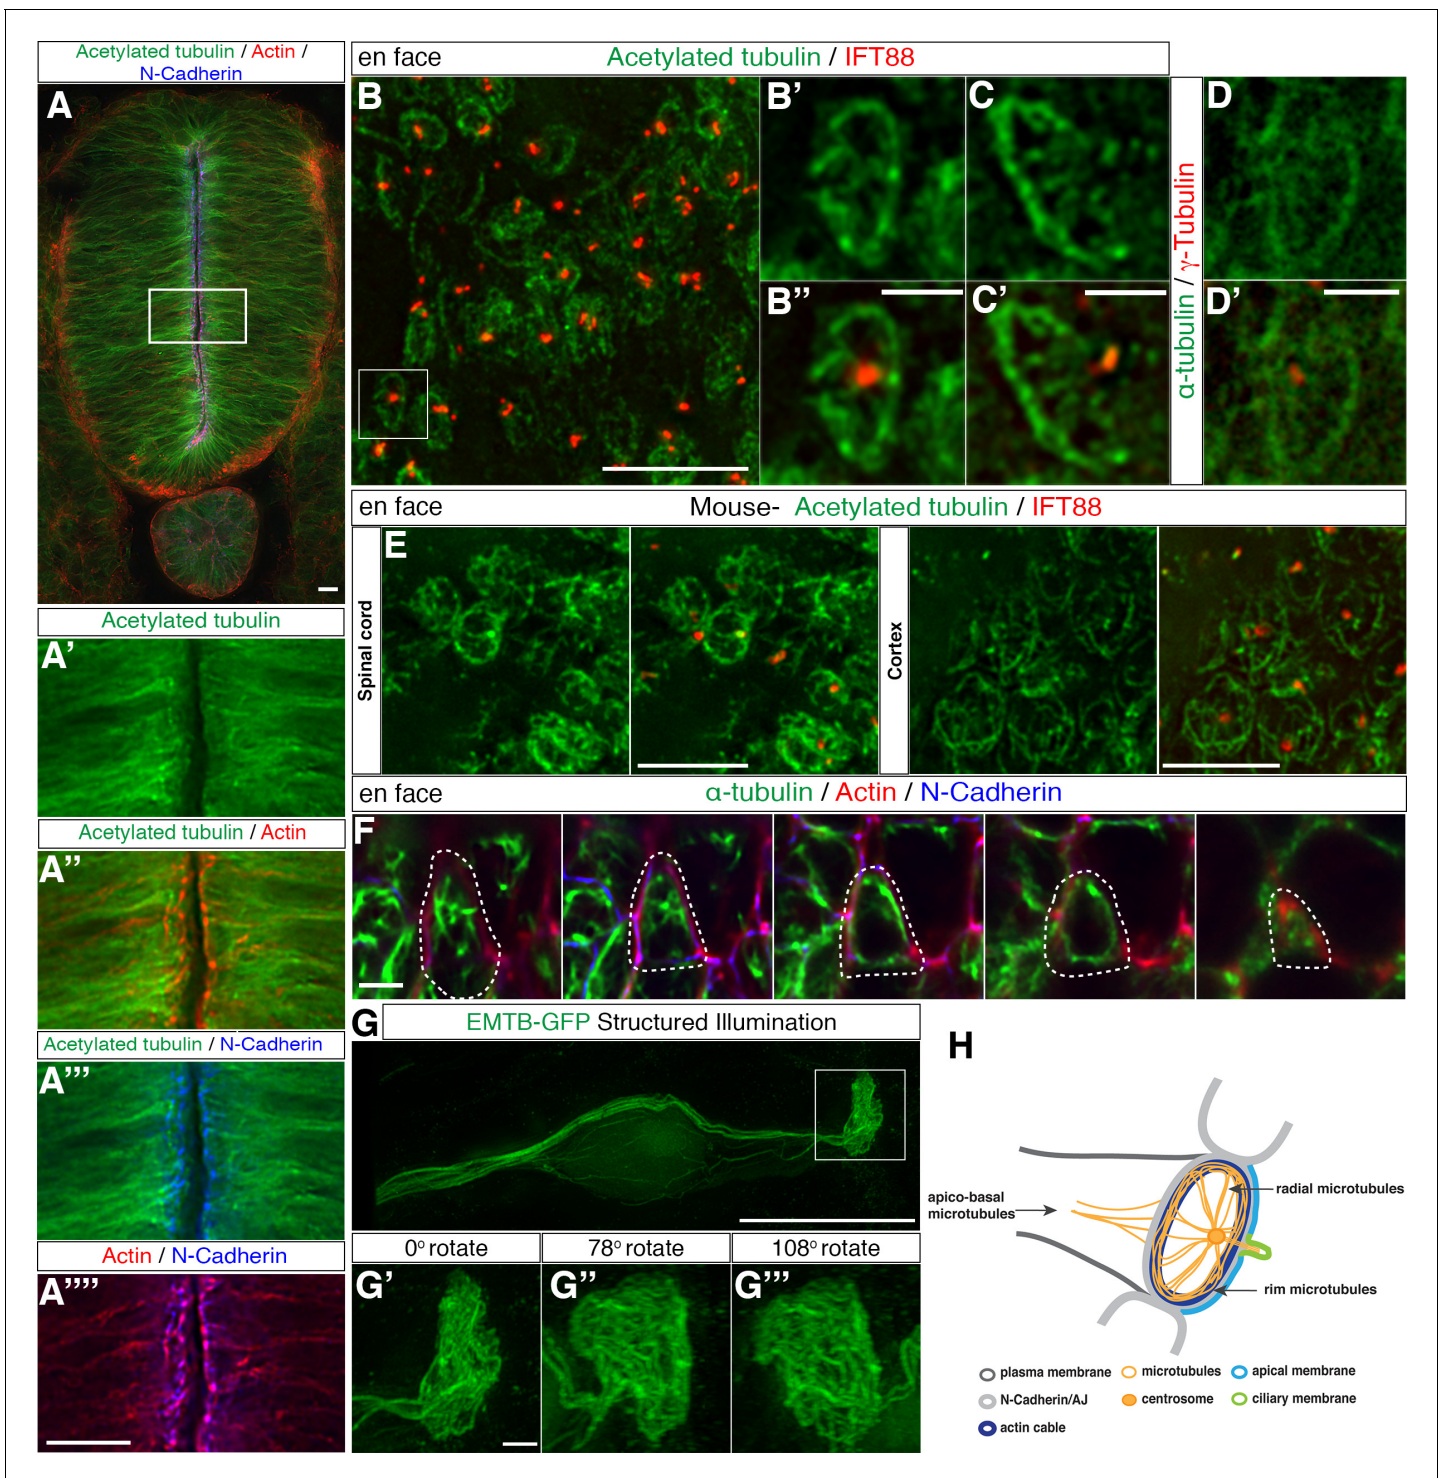 Acetylated tubulin / Actin /
N-Cadherin
A
Acetylated tubulin
A’
Acetylated tubulin / Actin
A’’
Acetylated tubulin / N-Cadherin
A’’’
Actin / N-Cadherin
A’’’’
en face Acetylated tubulin / IFT88
B
B’
C
B’’
C’
α-tubulin / γ-Tubulin
D
D’
en face Mouse- Acetylated tubulin / IFT88
Spinal cord
E
Cortex
en face α-tubulin / Actin / N-Cadherin
F
G EMTB-GFP Structured Illumination
0º rotate
78º rotate
108º rotate
G’
G’’
G’’’
H
apico-basal
microtubules
radial microtubules
rim microtubules
plasma membrane
microtubules
apical membrane
N-Cadherin/AJ
centrosome
ciliary membrane
actin cable